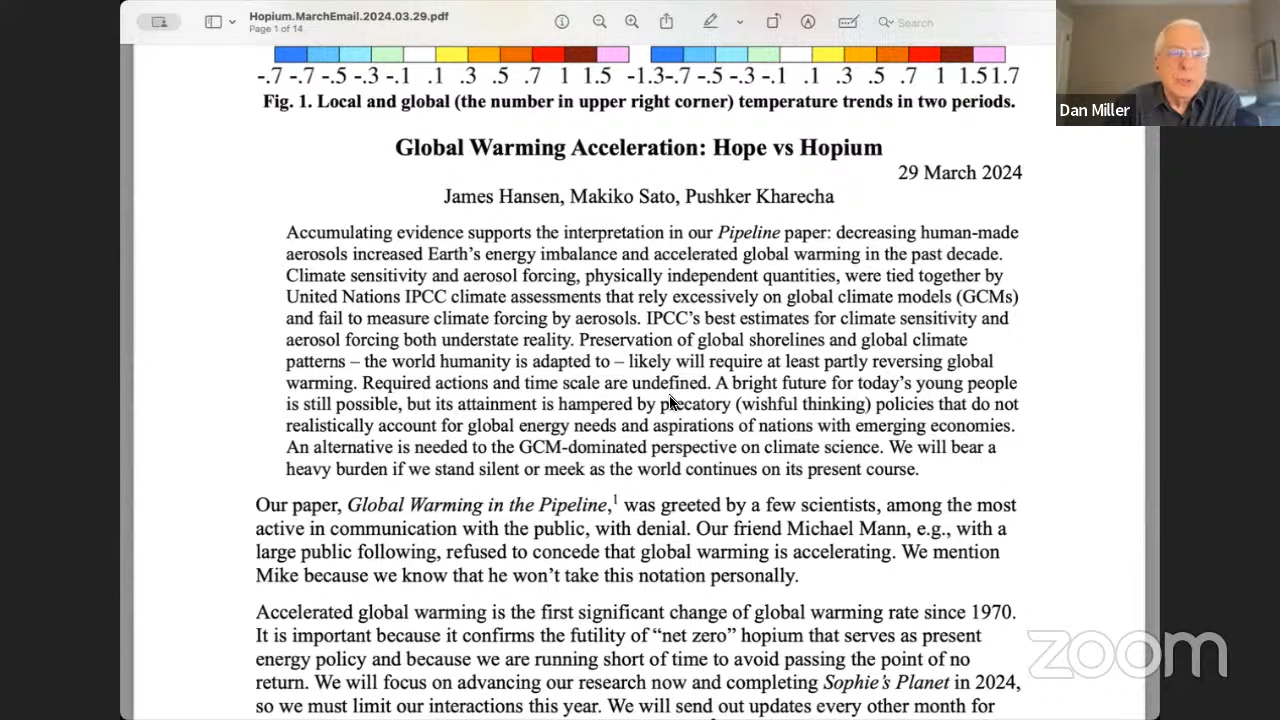 Hopium.MarchEmail.2024.03.29.pdf
Page 1 of 14
Search
Dan Miller
-.7 -.7 -.5 -.3 -.1 .1 .3 .5 .7 1 1.5 -1.3 -.7 -.5 -.3 -.1 .1 .3 .5 .7 1 1.5 1.7
Fig. 1. Local and global (the number in upper right corner) temperature trends in two periods.
Global Warming Acceleration: Hope vs Hopium
29 March 2024
James Hansen, Makiko Sato, Pushker Kharecha
Accumulating evidence supports the interpretation in our Pipeline paper: decreasing human-made
aerosols increased Earth's energy imbalance and accelerated global warming in the past decade.
Climate sensitivity and aerosol forcing, physically independent quantities, were tied together by
United Nations IPCC climate assessments that rely excessively on global climate models (GCMs)
and fail to measure climate forcing by aerosols. IPCC's best estimates for climate sensitivity and
aerosol forcing both understate reality. Preservation of global shorelines and global climate
patterns – the world humanity is adapted to – likely will require at least partly reversing global
warming. Required actions and time scale are undefined. A bright future for today's young people
is still possible, but its attainment is hampered by precatory (wishful thinking) policies that do not
realistically account for global energy needs and aspirations of nations with emerging economies.
An alternative is needed to the GCM-dominated perspective on climate science. We will bear a
heavy burden if we stand silent or meek as the world continues on its present course.
Our paper, Global Warming in the Pipeline,1 was greeted by a few scientists, among the most
active in communication with the public, with denial. Our friend Michael Mann, e.g., with a
large public following, refused to concede that global warming is accelerating. We mention
Mike because we know that he won't take this notation personally.
Accelerated global warming is the first significant change of global warming rate since 1970.
It is important because it confirms the futility of "net zero" hopium that serves as present
energy policy and because we are running short of time to avoid passing the point of no
return. We will focus on advancing our research now and completing Sophie's Planet in 2024,
so we must limit our interactions this year. We will send out updates every other month for
zoom